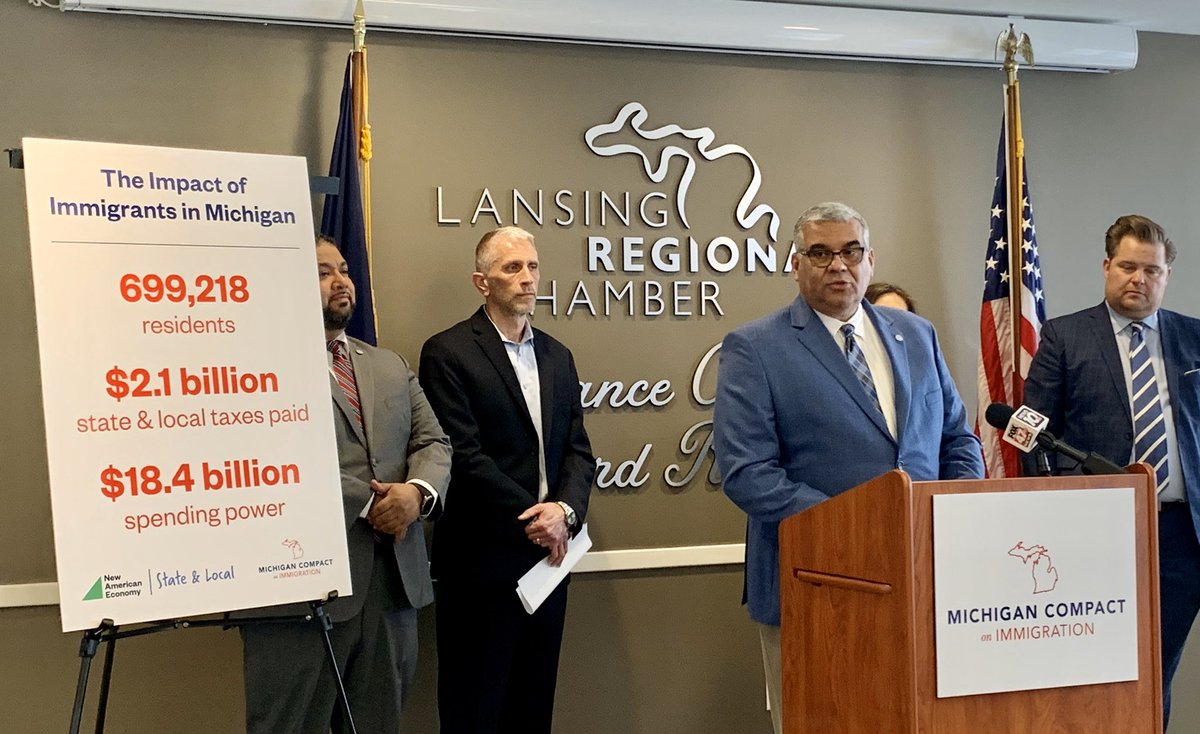 The Impact of
Immigrants in Michigan
699,218
residents
$2.1 billion
state & local taxes paid
$18.4 billion
spending power
New
American
Economy
State & Local
MICHIGAN COMPACT
on IMMIGRATION
LANSING
REGIONA
HAMBER
FOX
MICHIGAN COMPACT
on IMMIGRATION